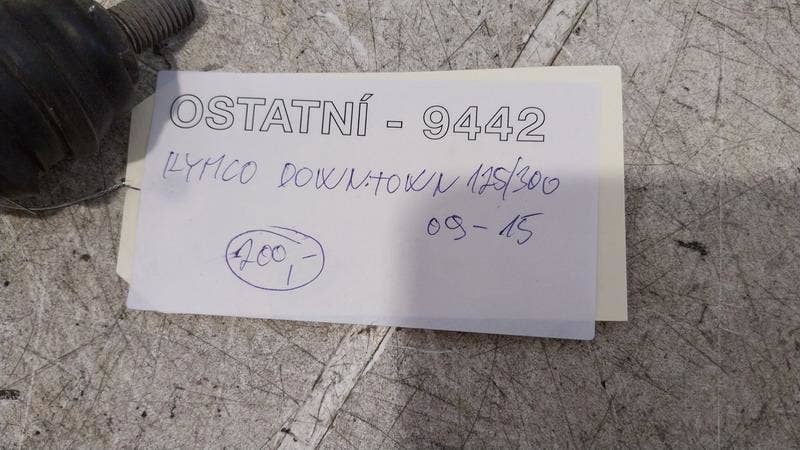 OSTATNÍ - 9442
KYMCO DOWNTOWN 125/300
09-15
200,-